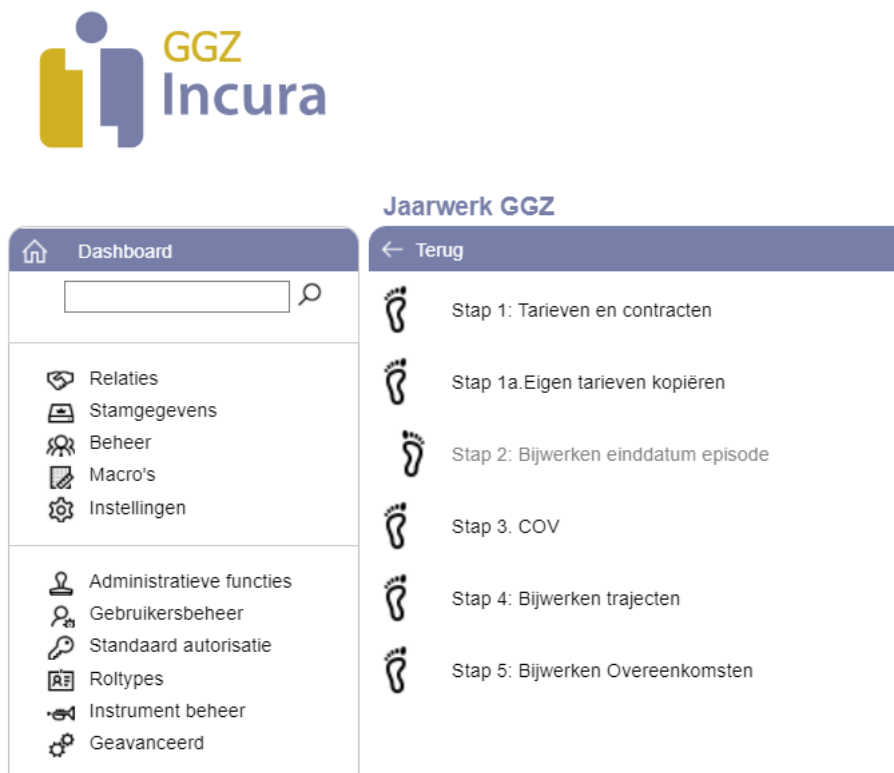 GGZ
Incura
Jaarwerk GGZ
Dashboard
Terug
Relaties
Stamgegevens
Beheer
Macro's
Instellingen
Administratieve functies
Gebruikersbeheer
Standaard autorisatie
Roltypes
Instrument beheer
Geavanceerd
Stap 1: Tarieven en contracten
Stap 1a.Eigen tarieven kopiëren
Stap 2: Bijwerken einddatum episode
Stap 3. COV
Stap 4: Bijwerken trajecten
Stap 5: Bijwerken Overeenkomsten